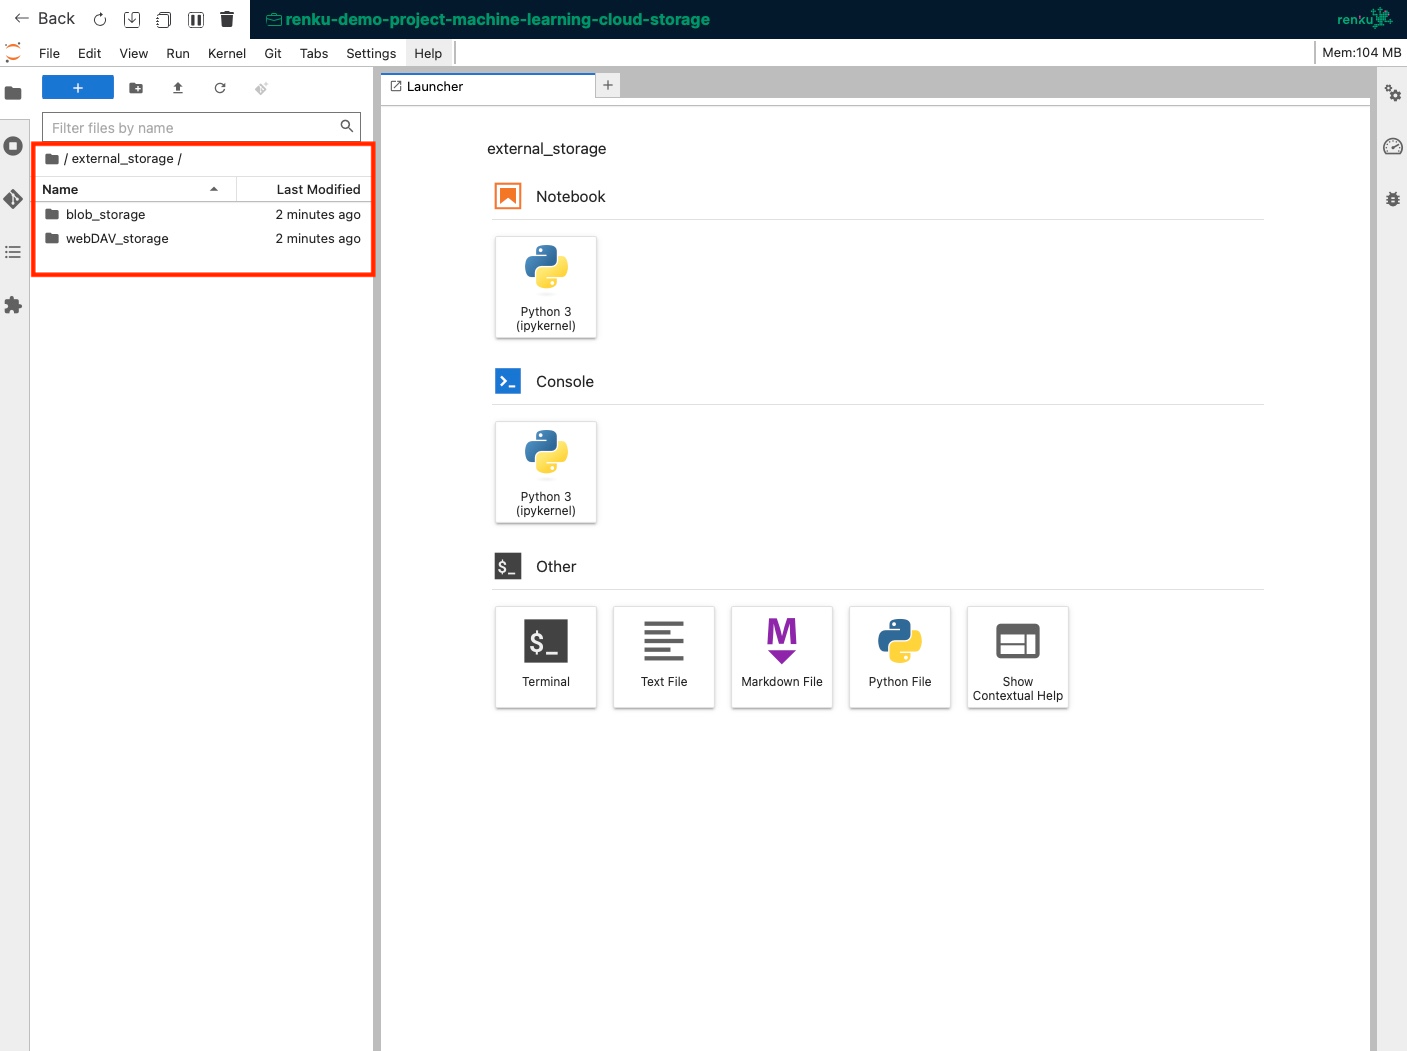 Back
renku-demo-project-machine-learning-cloud-storage
renku
File Edit View Run Kernel Git Tabs Settings Help
Mem:104 MB
+
Launcher
+
Filter files by name
/ external_storage /
Name Last Modified
blob_storage 2 minutes ago
webDAV_storage 2 minutes ago
external_storage
Notebook
Python 3
(ipykernel)
Console
Python 3
(ipykernel)
$_ Other
$_
Terminal
Text File
M
Markdown File
Python File
Show
Contextual Help